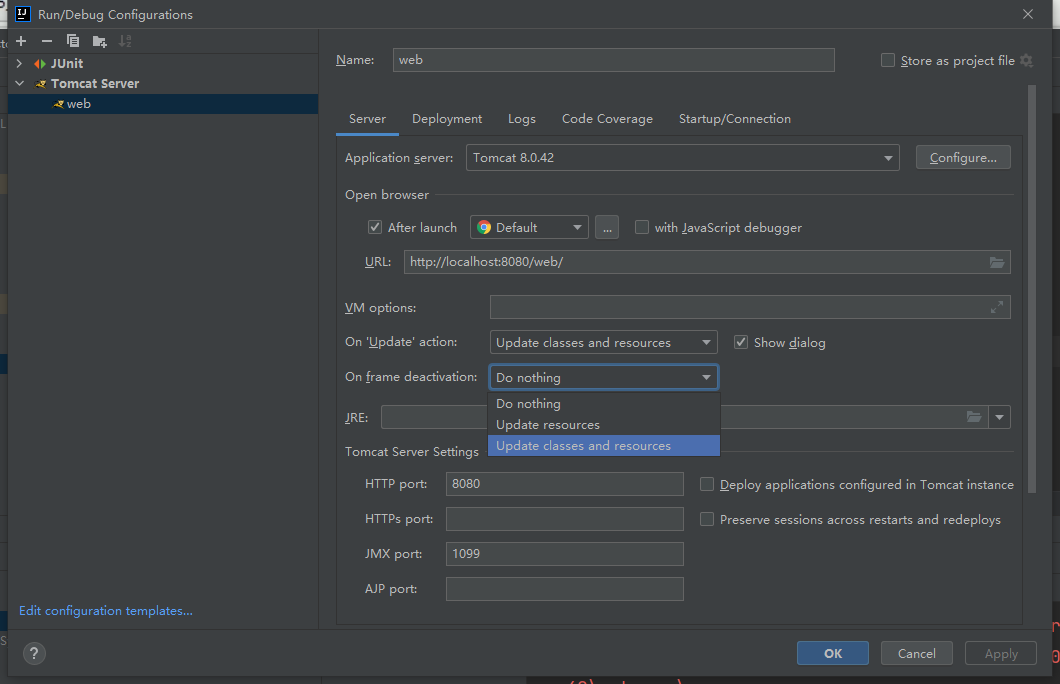 Run/Debug Configurations
JUnit
Tomcat Server
web
Edit configuration templates...
Name: web
Store as project file
Server Deployment Logs Code Coverage Startup/Connection
Application server: Tomcat 8.0.42 Configure...
Open browser
After launch Default ... with JavaScript debugger
URL: http://localhost:8080/web/
VM options:
On 'Update' action: Update classes and resources Show dialog
On frame deactivation: Do nothing
Do nothing
Update resources
Update classes and resources
JRE:
Tomcat Server Settings
HTTP port: 8080 Deploy applications configured in Tomcat instance
HTTPs port: Preserve sessions across restarts and redeploys
JMX port: 1099
AJP port:
? OK Cancel Apply